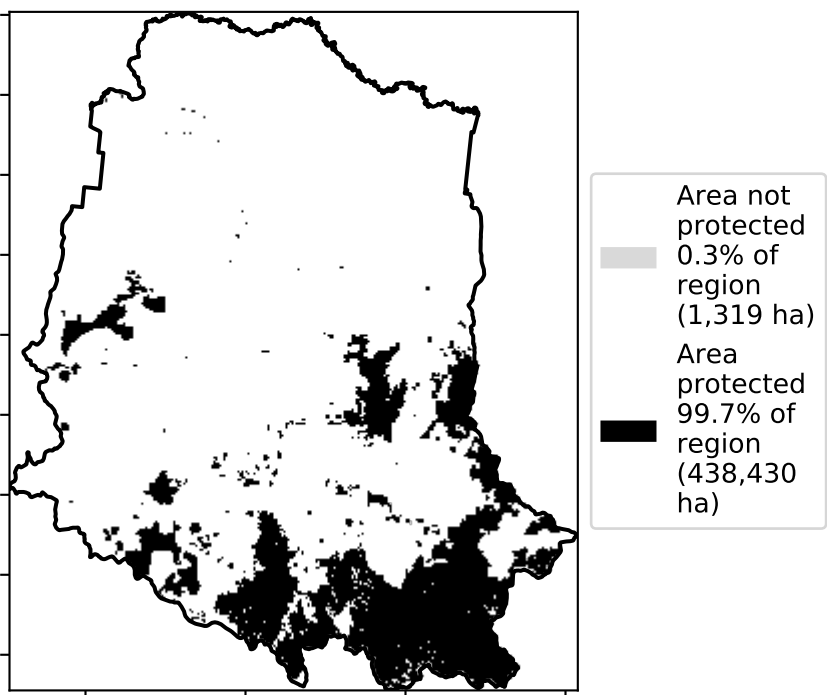 Area not
protected
0.3% of
region
(1,319 ha)
Area
protected
99.7% of
region
(438,430
ha)